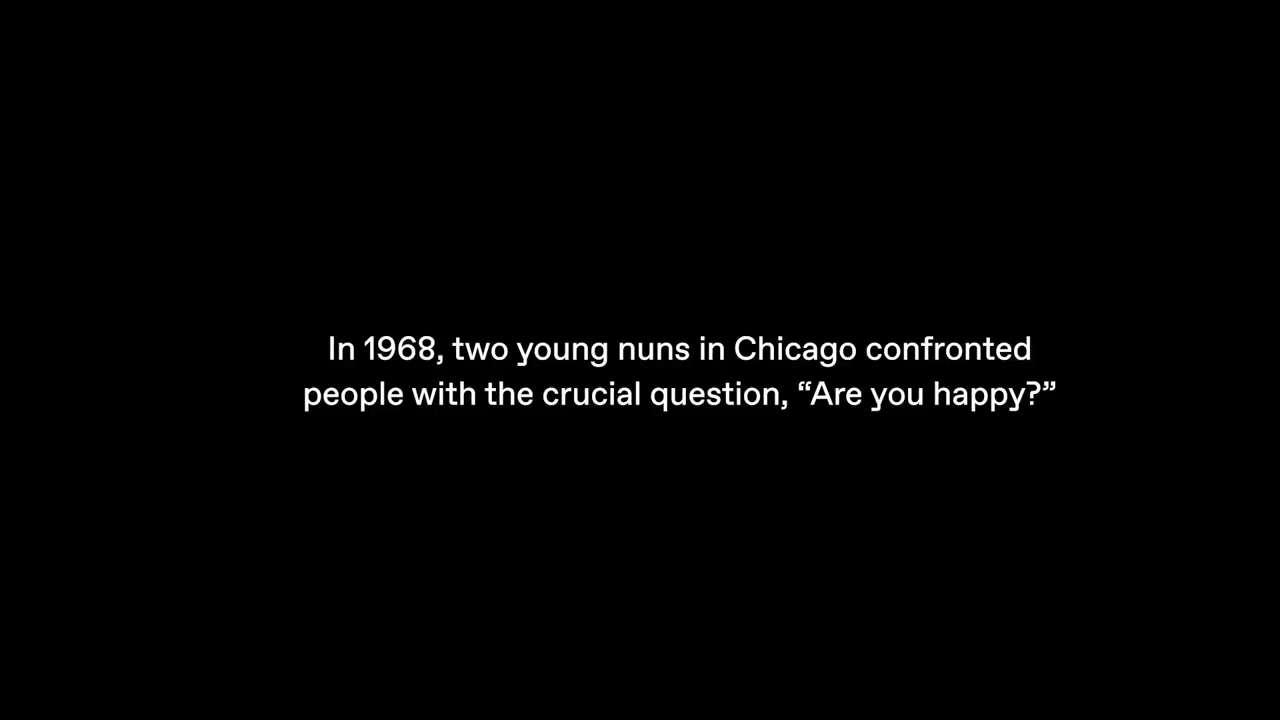 In 1968, two young nuns in Chicago confronted
people with the crucial question, “Are you happy?”